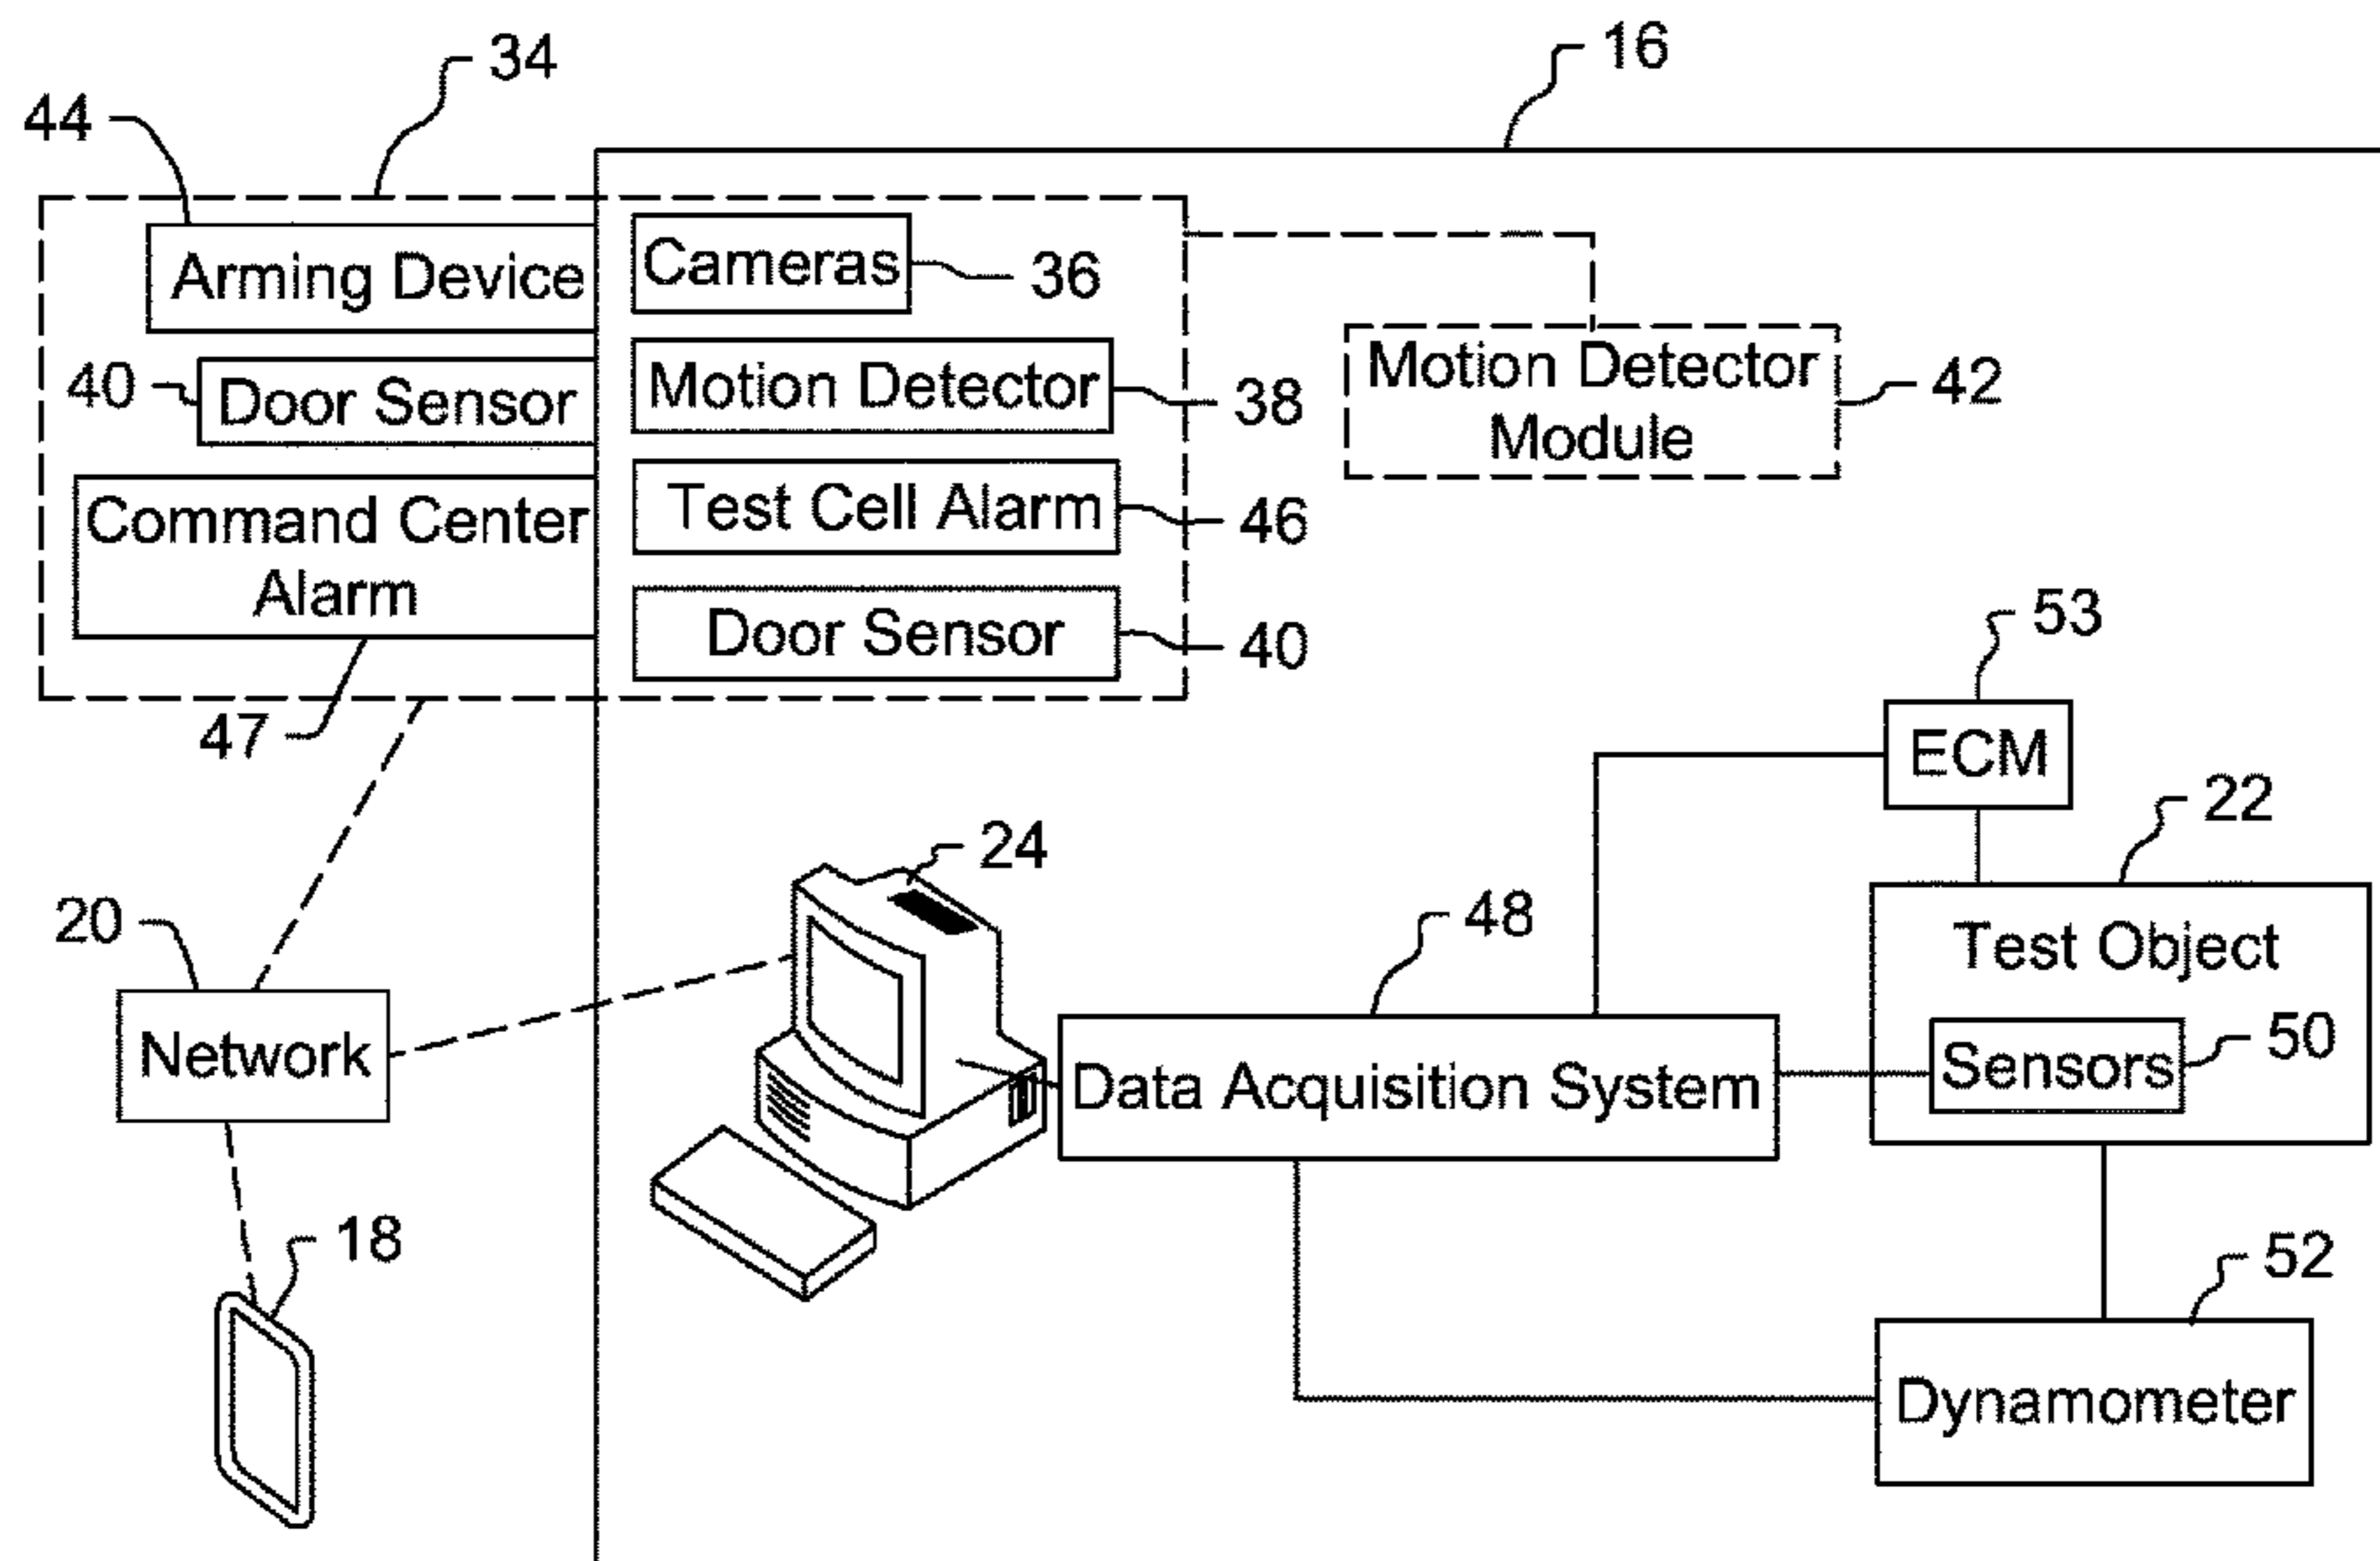 34
16
44
Arming Device
Cameras
36
40
Door Sensor
Motion Detector
38
Motion Detector
Module
42
Command Center
Alarm
Test Cell Alarm
46
Door Sensor
40
47
53
ECM
22
24
20
48
Test Object
Network
Data Acquisition System
Sensors
50
18
52
Dynamometer